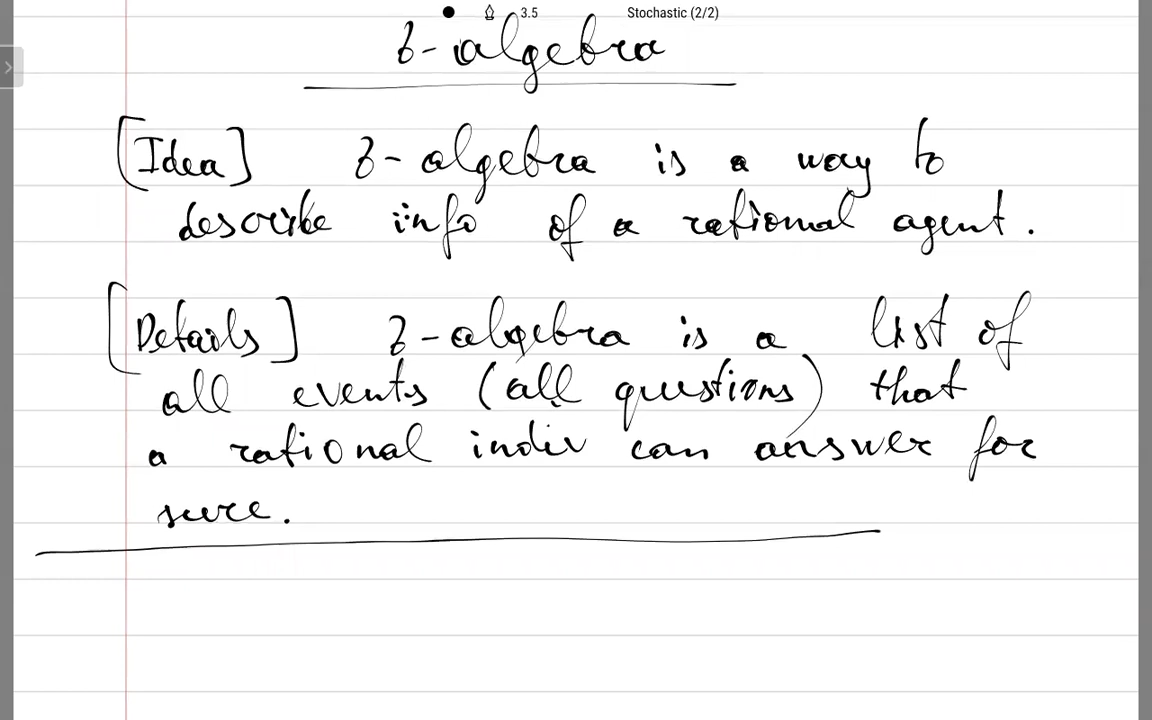 3.5 Stochastic (2/2)
σ-algebra
[Idea] σ-algebra is a way to
describe info of a rational agent.
[Details] σ-algebra is a list of
all events (all questions) that
a rational indiv can answer for
sure.